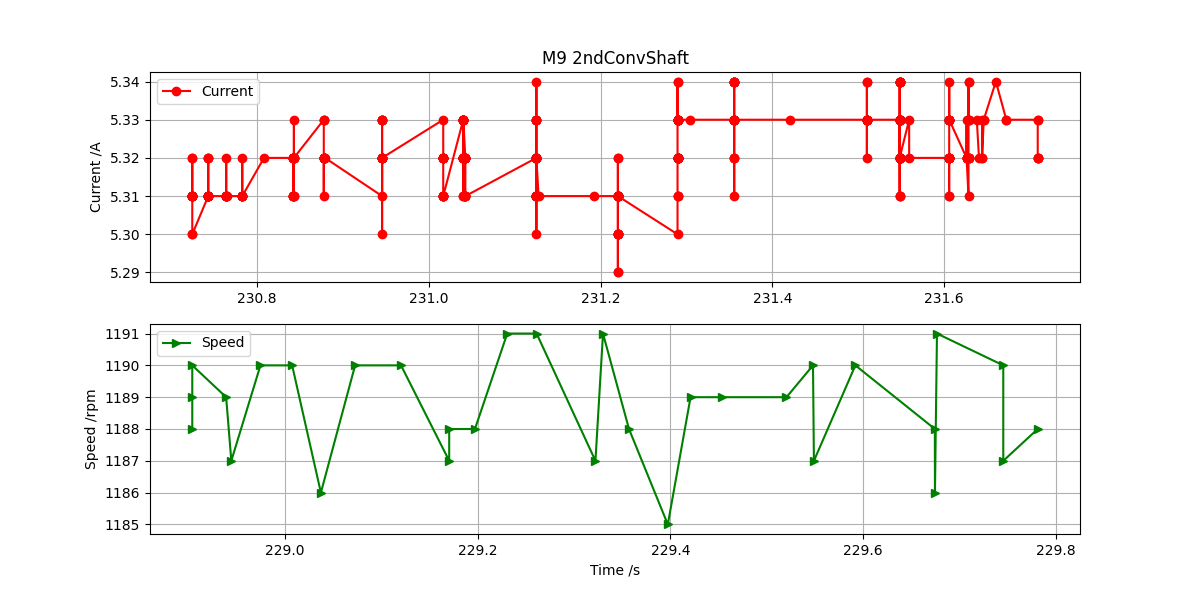 M9 2ndConvShaft
Current
Current /A
5.34
5.33
5.32
5.31
5.30
5.29
230.8 231.0 231.2 231.4 231.6
Speed
Speed /rpm
1191
1190
1189
1188
1187
1186
1185
229.0 229.2 229.4 229.6 229.8
Time /s